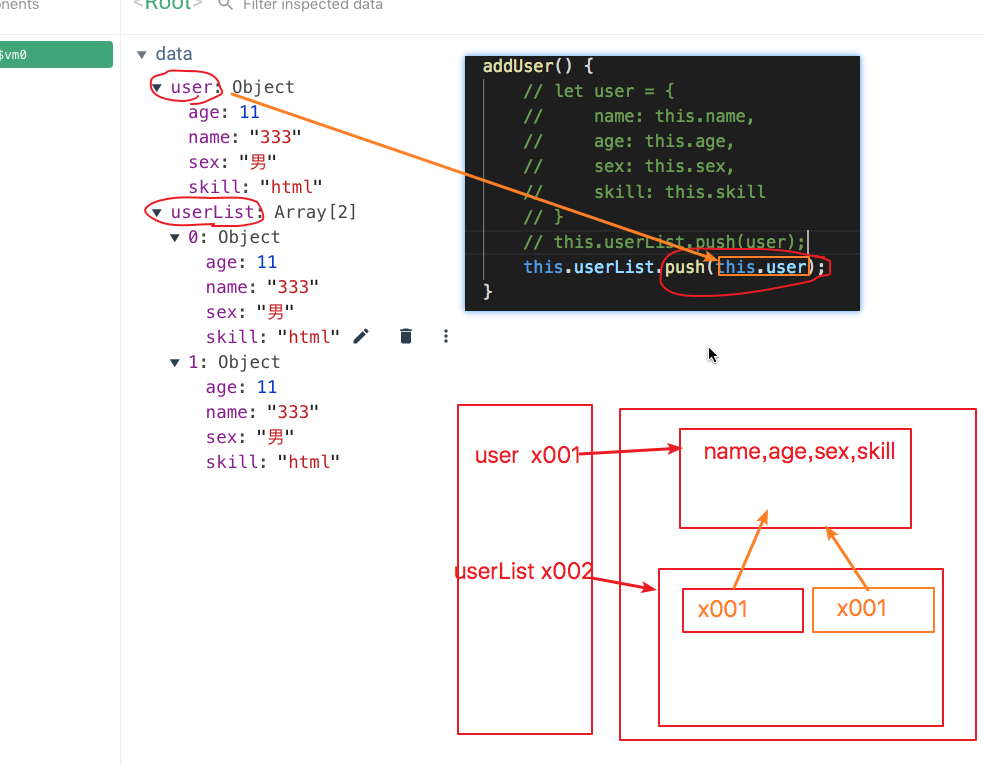 onents
<Root>
Filter inspected data
$vm0
data
user: Object
age: 11
name: "333"
sex: "男"
skill: "html"
userList: Array[2]
0: Object
age: 11
name: "333"
sex: "男"
skill: "html"
1: Object
age: 11
name: "333"
sex: "男"
skill: "html"
addUser() {
// let user = {
//     name: this.name,
//     age: this.age,
//     sex: this.sex,
//     skill: this.skill
// }
// this.userList.push(user);
this.userList.push(this.user);
}
user x001
name,age,sex,skill
userList x002
x001
x001